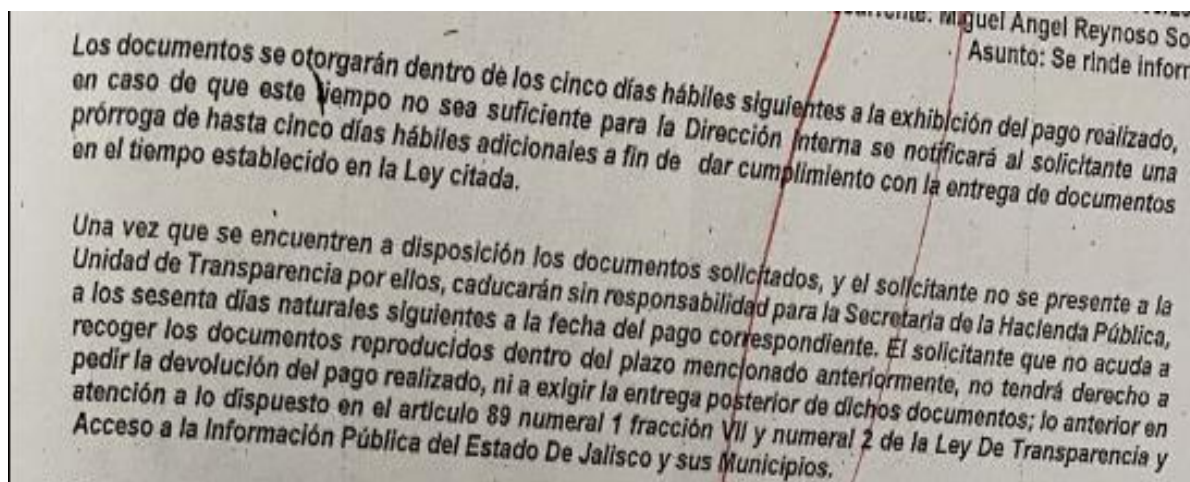 Miguel Angel Reynoso So
Asunto: Se rinde inforr
Los documentos se otorgarán dentro de los cinco días hábiles siguientes a la exhibición del pago realizado,
en caso de que este tiempo no sea suficiente para la Dirección Interna se notificará al solicitante una
prórroga de hasta cinco días hábiles adicionales a fin de dar cumplimiento con la entrega de documentos
en el tiempo establecido en la Ley citada.
Una vez que se encuentren a disposición los documentos solicitados, y el solicitante no se presente a la
Unidad de Transparencia por ellos, caducarán sin responsabilidad para la Secretaria de la Hacienda Pública,
a los sesenta días naturales siguientes a la fecha del pago correspondiente. El solicitante que no acuda a
recoger los documentos reproducidos dentro del plazo mencionado anteriormente, no tendrá derecho a
pedir la devolución del pago realizado, ni a exigir la entrega posterior de dichos documentos; lo anterior en
atención a lo dispuesto en el articulo 89 numeral 1 fracción VII y numeral 2 de la Ley De Transparencia y
Acceso a la Información Pública del Estado De Jalisco y sus Municipios.